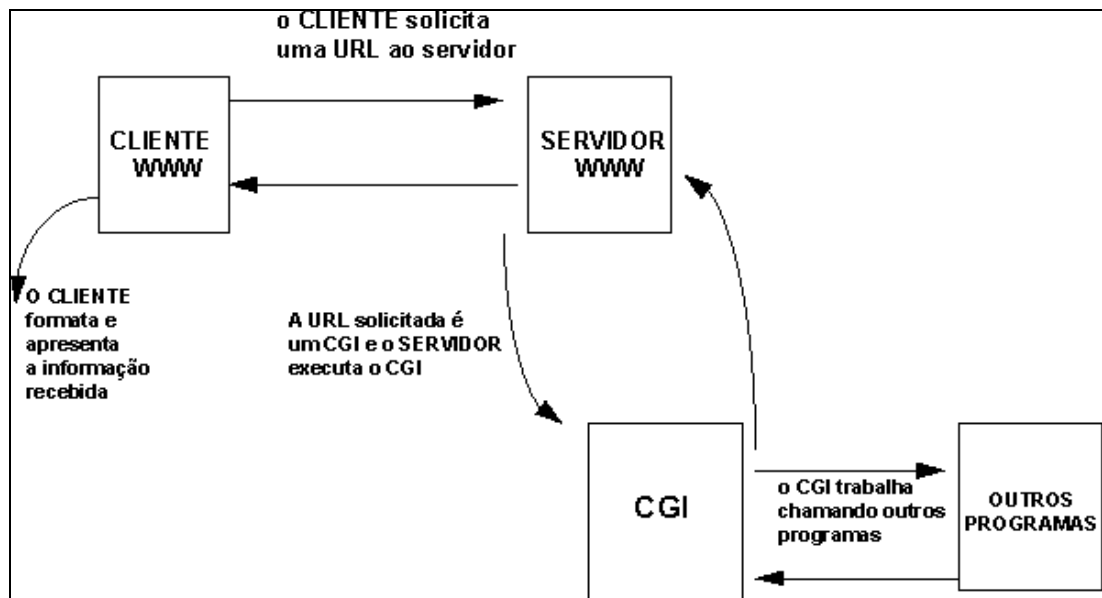 o CLIENTE solicita
uma URL ao servidor
CLIENTE
WWW
SERVIDOR
WWW
O CLIENTE
formata e
apresenta
a informação
recebida
A URL solicitada é
um CGI e o SERVIDOR
executa o CGI
CGI
o CGI trabalha
chamando outros
programas
OUTROS
PROGRAMAS